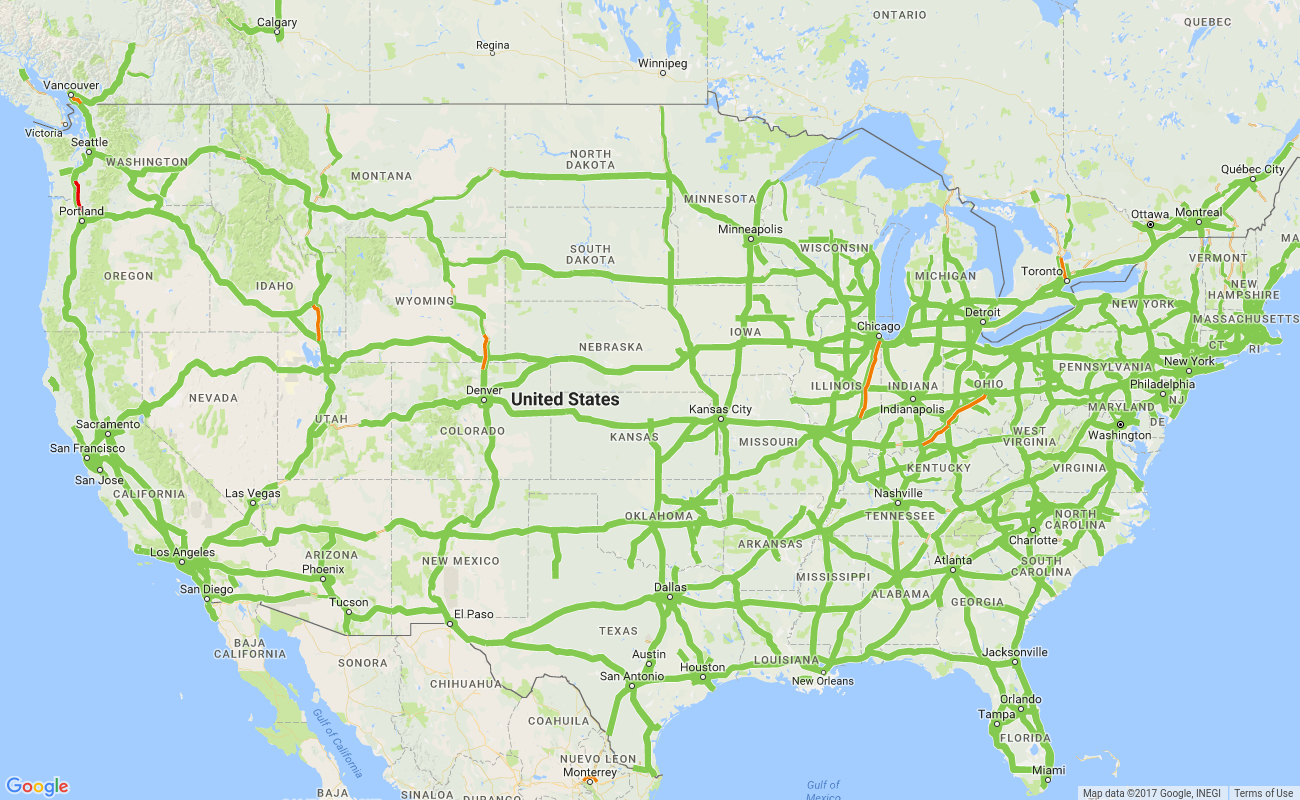 Calgary
Regina
Winnipeg
ONTARIO
QUEBEC
Vancouver
Victoria
Seattle
WASHINGTON
MONTANA
NORTH
DAKOTA
MINNESOTA
Québec City
Ottawa
Montreal
Portland
Minneapolis
WISCONSIN
MICHIGAN
Toronto
VERMONT
MA
OREGON
IDAHO
WYOMING
SOUTH
DAKOTA
NEW
HAMPSHIRE
NEW YORK
MASSACHUSETTS
Detroit
Chicago
IOWA
NEBRASKA
CT
RI
New York
PENNSYLVANIA
Philadelphia
NJ
NEVADA
UTAH
Denver
United States
COLORADO
KANSAS
Kansas City
MISSOURI
ILLINOIS
INDIANA
Indianapolis
OHIO
MARYLAND
DE
Washington
WEST
VIRGINIA
VIRGINIA
KENTUCKY
Sacramento
San Francisco
San Jose
CALIFORNIA
Las Vegas
Los Angeles
San Diego
ARIZONA
Phoenix
Tucson
NEW MEXICO
OKLAHOMA
ARKANSAS
Nashville
TENNESSEE
NORTH
CAROLINA
Charlotte
SOUTH
CAROLINA
Atlanta
MISSISSIPPI
ALABAMA
GEORGIA
Dallas
El Paso
TEXAS
Austin
San Antonio
Houston
LOUISIANA
New Orleans
Jacksonville
Orlando
Tampa
FLORIDA
Miami
BAJA
CALIFORNIA
SONORA
CHIHUAHUA
COAHUILA
Gulf of
California
NUEVO LEON
Monterrey
BAJA
SINALOA
DURANGO
Gulf of
Mexico
Google
Map data ©2017 Google, INEGI
Terms of Use